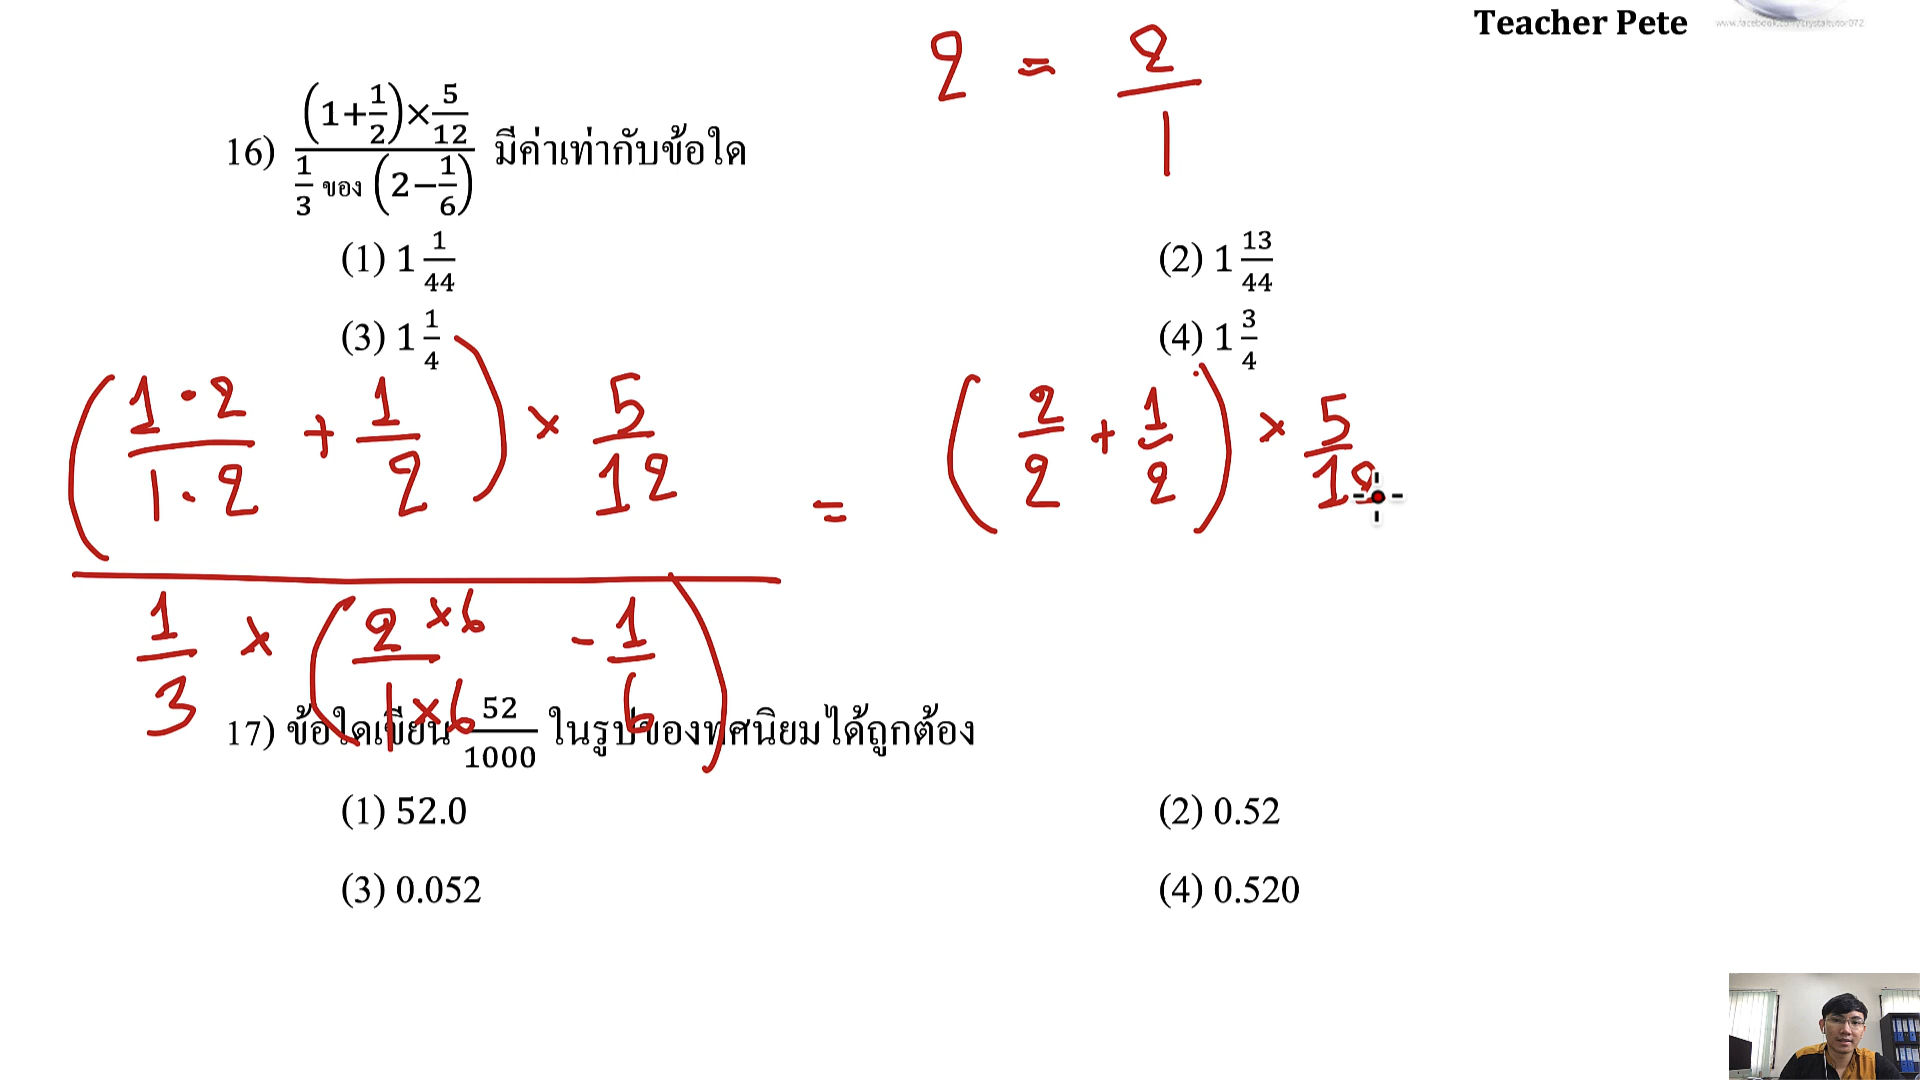 Teacher Pete
www.facebook.com/crystaltutor072
2 = 2/1
16) ((1+1/2)×5/12)/(1/3 ของ (2−1/6)) มีค่าเท่ากับข้อใด
(1) 1 1/44
(2) 1 13/44
(3) 1 1/4
(4) 1 3/4
((1·2)/(1·2) + 1/2) × 5/12 = (2/2 + 1/2) × 5/12
1/3 × ((2×6)/(1×6) - 1/6)
17) ข้อใดเขียน 52/1000 ในรูปของทศนิยมได้ถูกต้อง
(1) 52.0
(2) 0.52
(3) 0.052
(4) 0.520